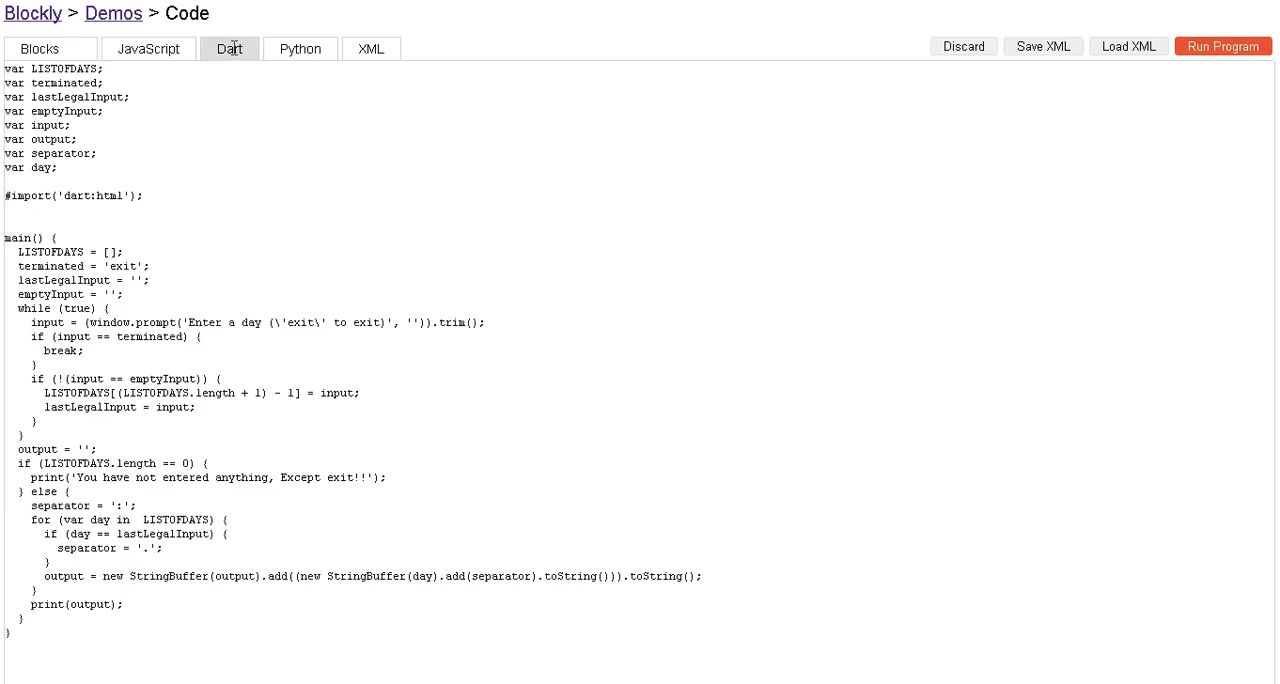 Blockly > Demos > Code
Blocks JavaScript Dart Python XML Discard Save XML Load XML Run Program
var LISTOFDAYS;
var terminated;
var lastLegalInput;
var emptyInput;
var input;
var output;
var separator;
var day;
#import('dart:html');
main() {
  LISTOFDAYS = [];
  terminated = 'exit';
  lastLegalInput = '';
  emptyInput = '';
  while (true) {
    input = (window.prompt('Enter a day (\'exit\' to exit)', '')).trim();
    if (input == terminated) {
      break;
    }
    if (!(input == emptyInput)) {
      LISTOFDAYS[(LISTOFDAYS.length + 1) - 1] = input;
      lastLegalInput = input;
    }
  }
  output = '';
  if (LISTOFDAYS.length == 0) {
    print('You have not entered anything, Except exit!!');
  } else {
    separator = ':';
    for (var day in  LISTOFDAYS) {
      if (day == lastLegalInput) {
        separator = '.';
      }
      output = new StringBuffer(output).add((new StringBuffer(day).add(separator).toString())).toString();
    }
    print(output);
  }
}